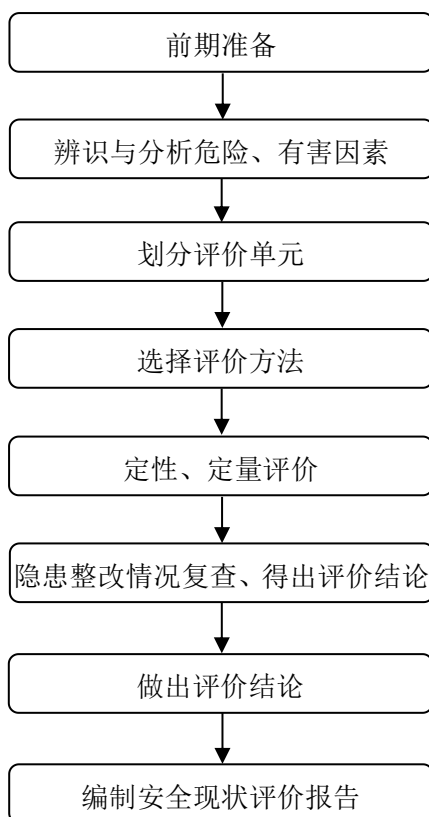 前期准备
辨识与分析危险、有害因素
划分评价单元
选择评价方法
定性、定量评价
隐患整改情况复查、得出评价结论
做出评价结论
编制安全现状评价报告